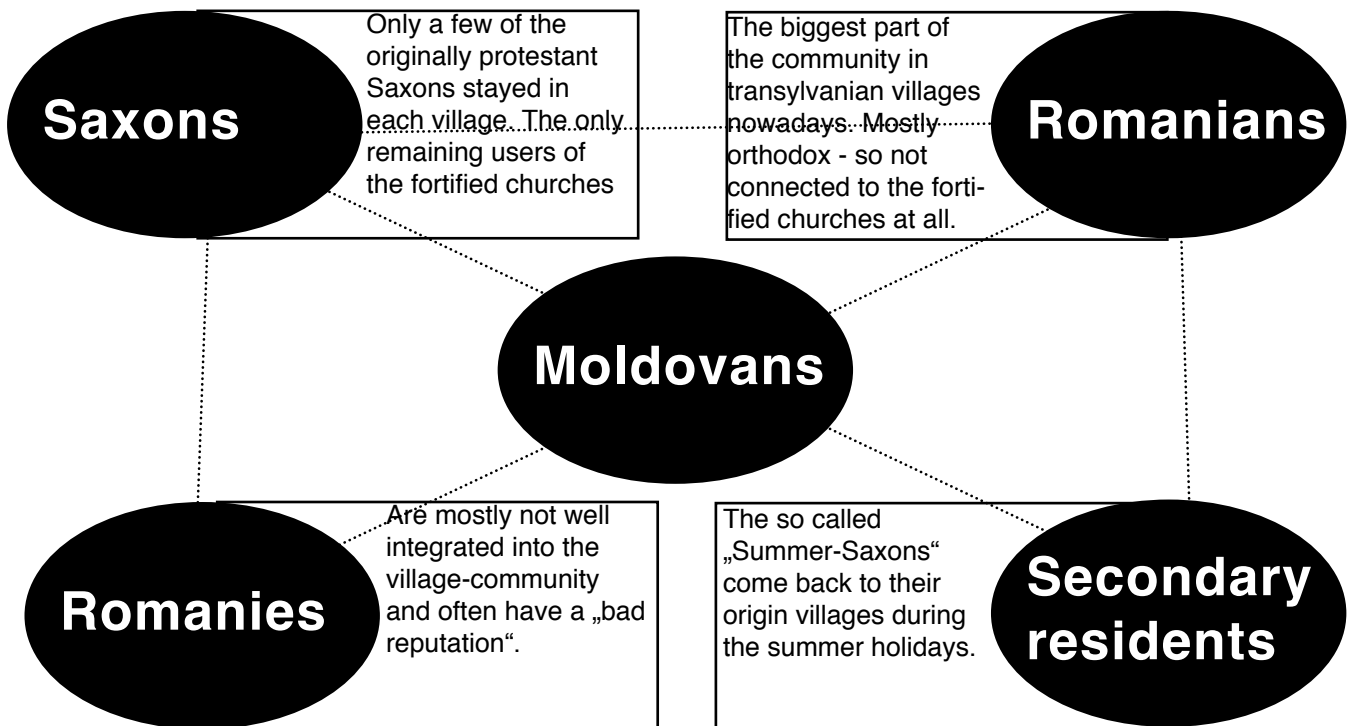 Saxons
Only a few of the
originally protestant
Saxons stayed in
each village. The only
remaining users of
the fortified churches
The biggest part of
the community in
transylvanian villages
nowadays. Mostly
orthodox - so not
connected to the forti-
fied churches at all.
Romanians
Moldovans
Romanies
Are mostly not well
integrated into the
village-community
and often have a „bad
reputation“.
The so called
„Summer-Saxons“
come back to their
origin villages during
the summer holidays.
Secondary
residents